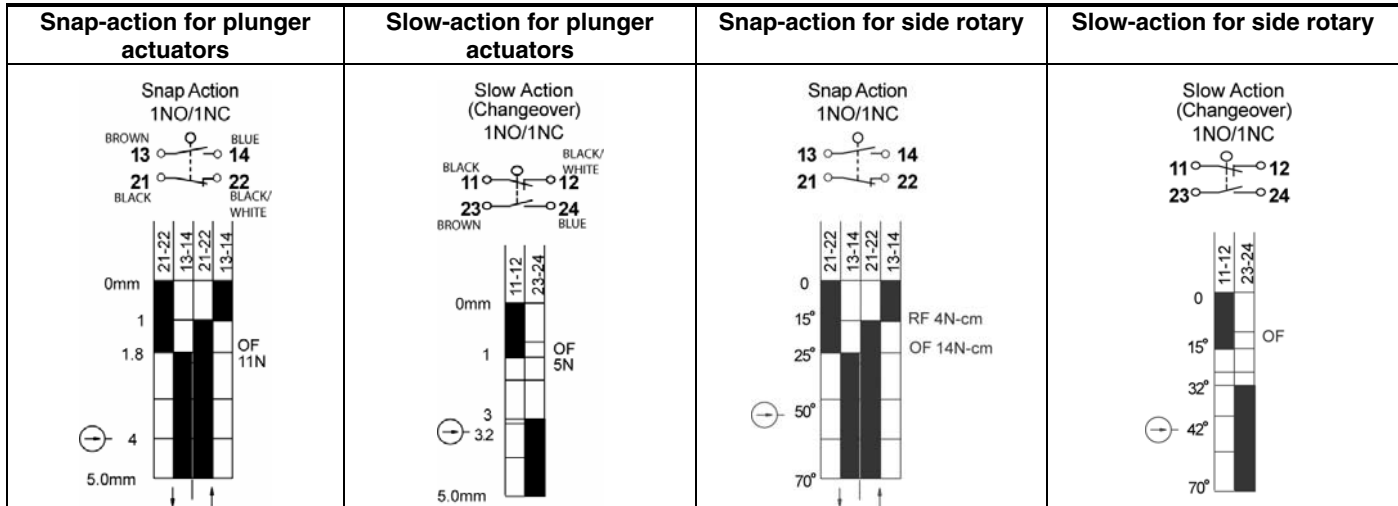 Snap-action for plunger
actuators
Slow-action for plunger
actuators
Snap-action for side rotary
Slow-action for side rotary
Snap Action
1NO/1NC
BROWN BLUE
13 14
21 22
BLACK BLACK/
WHITE
21-22 13-14 21-22 13-14
0mm
1
1.8
OF
11N
4
5.0mm
Slow Action
(Changeover)
1NO/1NC
BLACK BLACK/
WHITE
11 12
23 24
BROWN BLUE
11-12 23-24
0mm
1
OF
5N
3
3.2
5.0mm
Snap Action
1NO/1NC
13 14
21 22
21-22 13-14 21-22 13-14
0
15° RF 4N-cm
25° OF 14N-cm
50°
70°
Slow Action
(Changeover)
1NO/1NC
11 12
23 24
11-12 23-24
0
OF
15°
32°
42°
70°